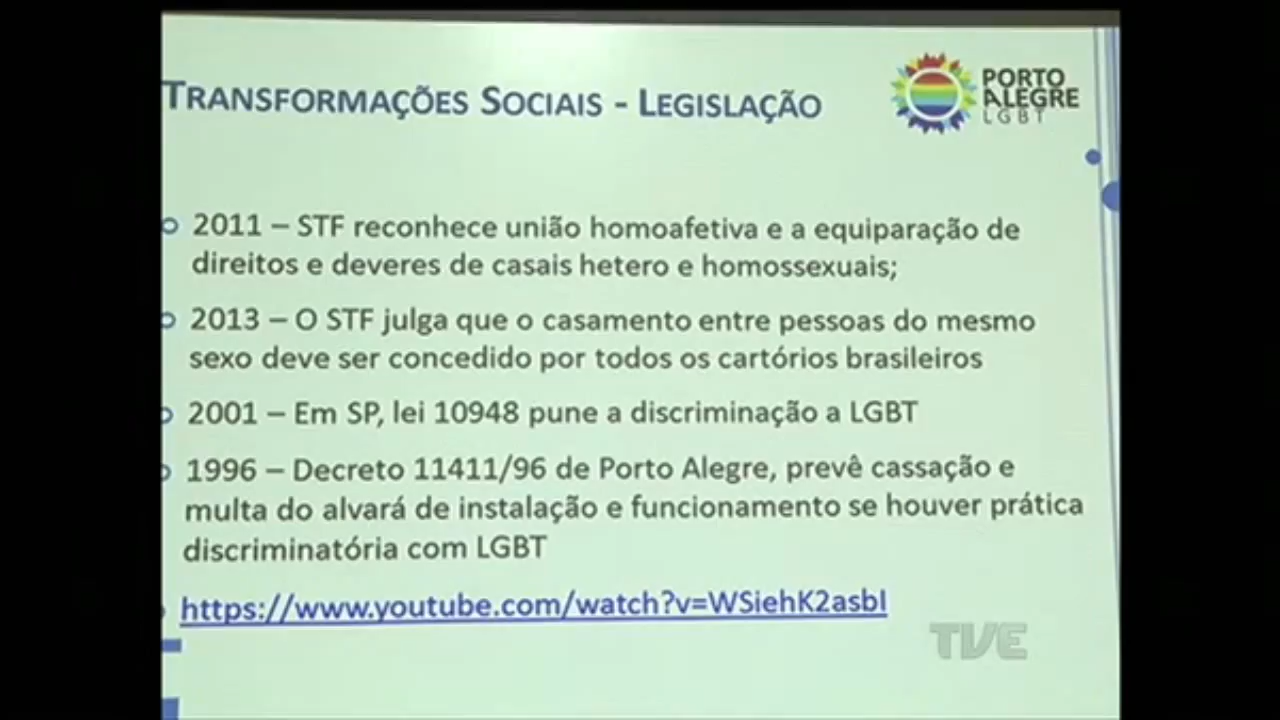 TRANSFORMAÇÕES SOCIAIS - LEGISLAÇÃO
PORTO
ALEGRE
LGBT
2011 – STF reconhece união homoafetiva e a equiparação de
direitos e deveres de casais hetero e homossexuais;
2013 – O STF julga que o casamento entre pessoas do mesmo
sexo deve ser concedido por todos os cartórios brasileiros
2001 – Em SP, lei 10948 pune a discriminação a LGBT
1996 – Decreto 11411/96 de Porto Alegre, prevê cassação e
multa do alvará de instalação e funcionamento se houver prática
discriminatória com LGBT
https://www.youtube.com/watch?v=WSiehK2asbI
TVE